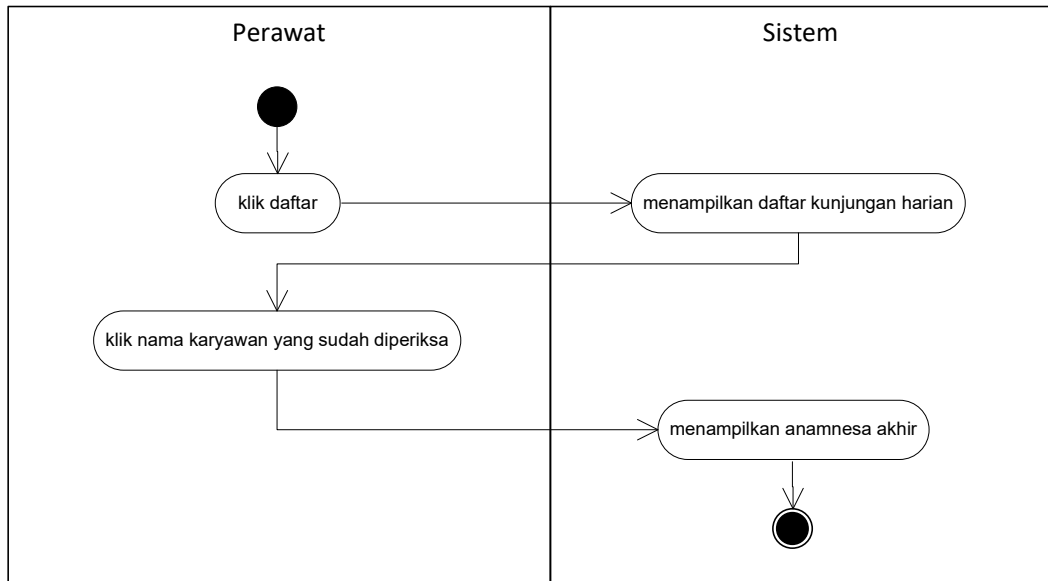 Perawat
Sistem
klik daftar
menampilkan daftar kunjungan harian
klik nama karyawan yang sudah diperiksa
menampilkan anamnesa akhir